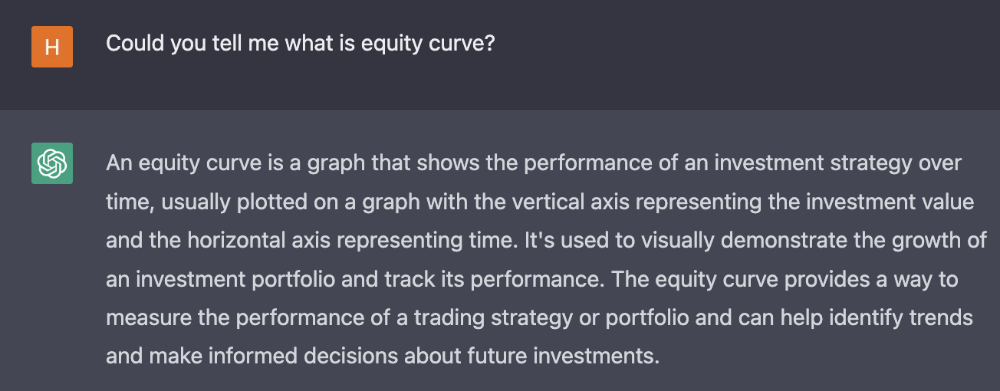 H
Could you tell me what is equity curve?
An equity curve is a graph that shows the performance of an investment strategy over
time, usually plotted on a graph with the vertical axis representing the investment value
and the horizontal axis representing time. It's used to visually demonstrate the growth of
an investment portfolio and track its performance. The equity curve provides a way to
measure the performance of a trading strategy or portfolio and can help identify trends
and make informed decisions about future investments.